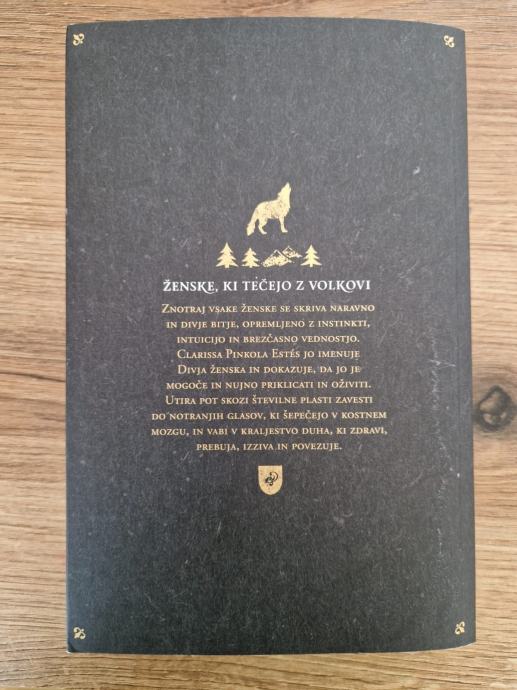 ŽENSKE, KI TEČEJO Z VOLKOVI
Znotraj vsake ženske se skriva naravno
in divje bitje, opremljeno z instinkti,
intuicijo in brezčasno vednostjo.
Clarissa Pinkola Estés jo imenuje
Divja ženska in dokazuje, da jo je
mogoče in nujno priklicati in oživiti.
Utira pot skozi številne plasti zavesti
do notranjih glasov, ki šepečejo v kostnem
mozgu, in vabi v kraljestvo duha, ki zdravi,
prebuja, izziva in povezuje.